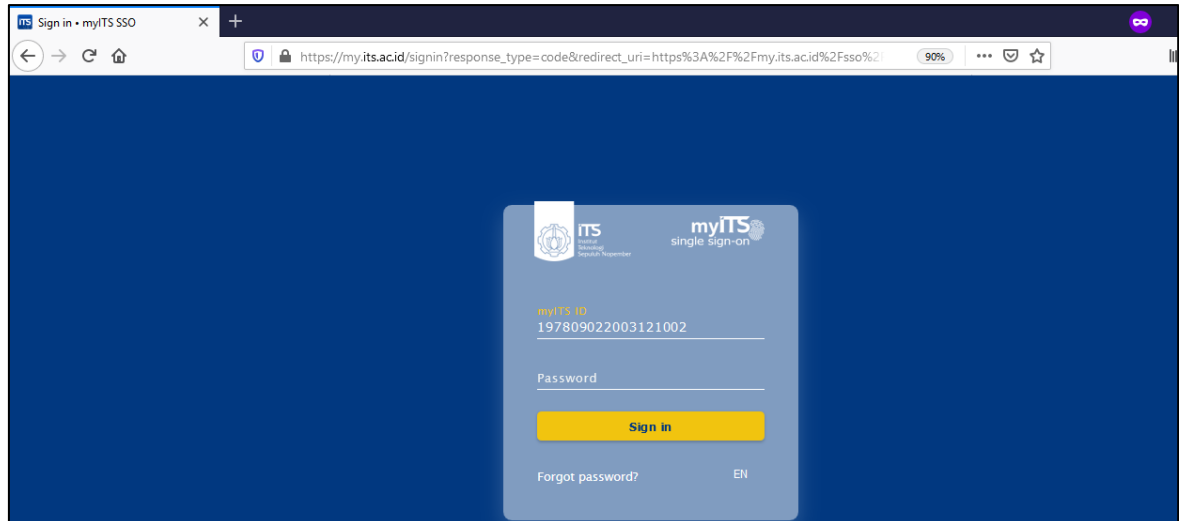 ITS Sign in • myITS SSO
https://my.its.ac.id/signin?response_type=code&redirect_uri=https%3A%2F%2Fmy.its.ac.id%2Fsso%2
90%
ITS
Institut
Teknologi
Sepuluh Nopember
myITS
single sign-on
myITS ID
197809022003121002
Password
Sign in
Forgot password?
EN